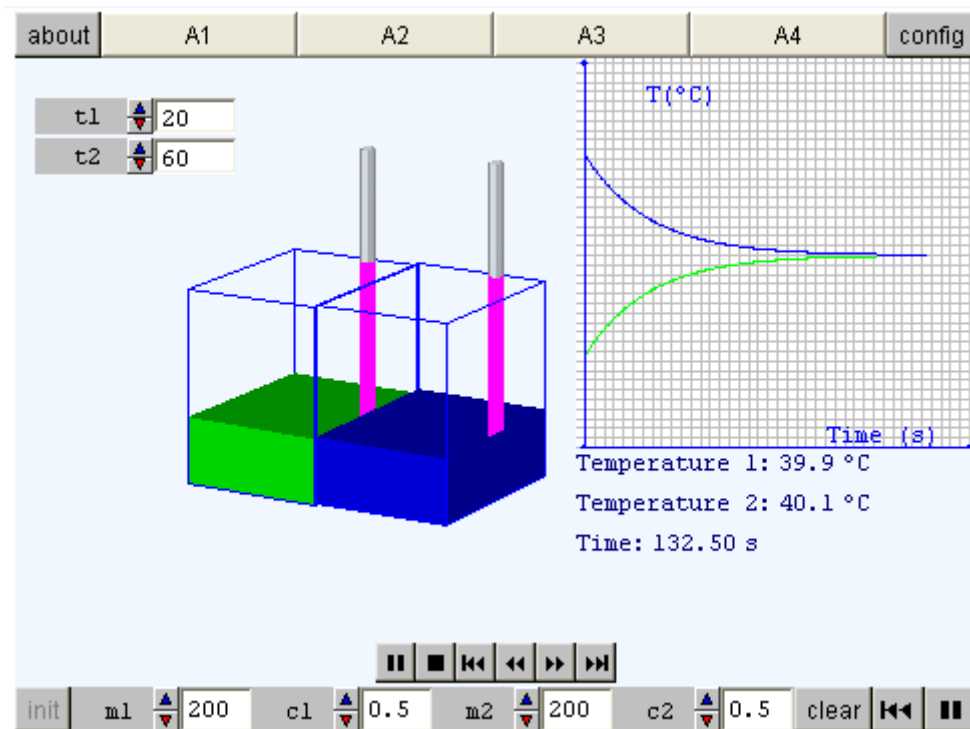 about A1 A2 A3 A4 config
t1 20
t2 60
T(°C)
Time (s)
Temperature 1: 39.9 °C
Temperature 2: 40.1 °C
Time: 132.50 s
init m1 200 c1 0.5 m2 200 c2 0.5 clear